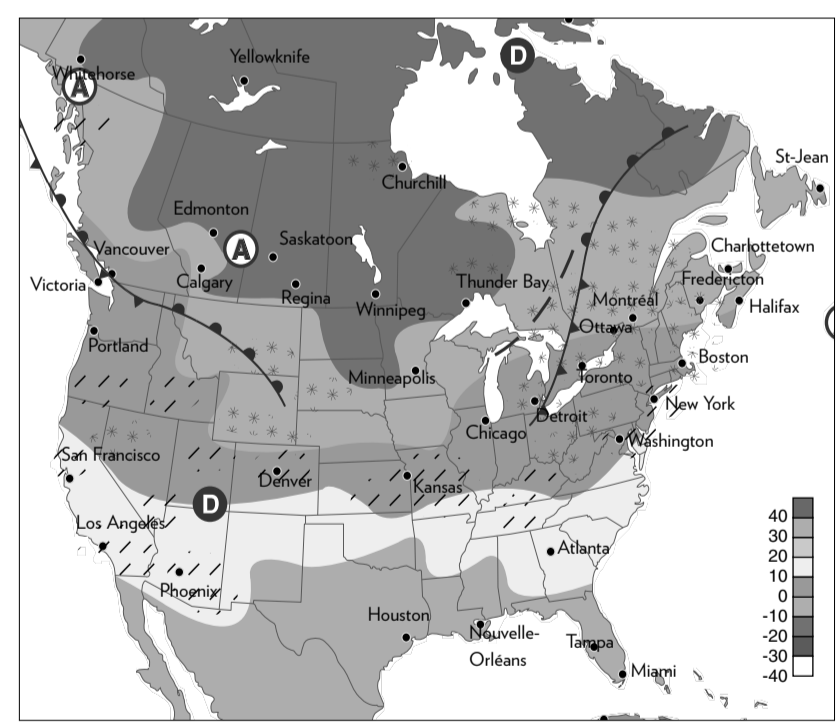 D
Yellowknife
Whitehorse
A
St-Jean
Churchill
Edmonton
A
Saskatoon
Vancouver
Charlottetown
Victoria
Calgary
Regina
Thunder Bay
Fredericton
Winnipeg
Montréal
Halifax
Ottawa
Portland
Boston
Minneapolis
Toronto
New York
Detroit
Chicago
Washington
San Francisco
Denver
Kansas
D
Los Angeles
Atlanta
Phoenix
Houston
Nouvelle-
Orléans
Tampa
Miami
40
30
20
10
0
-10
-20
-30
-40